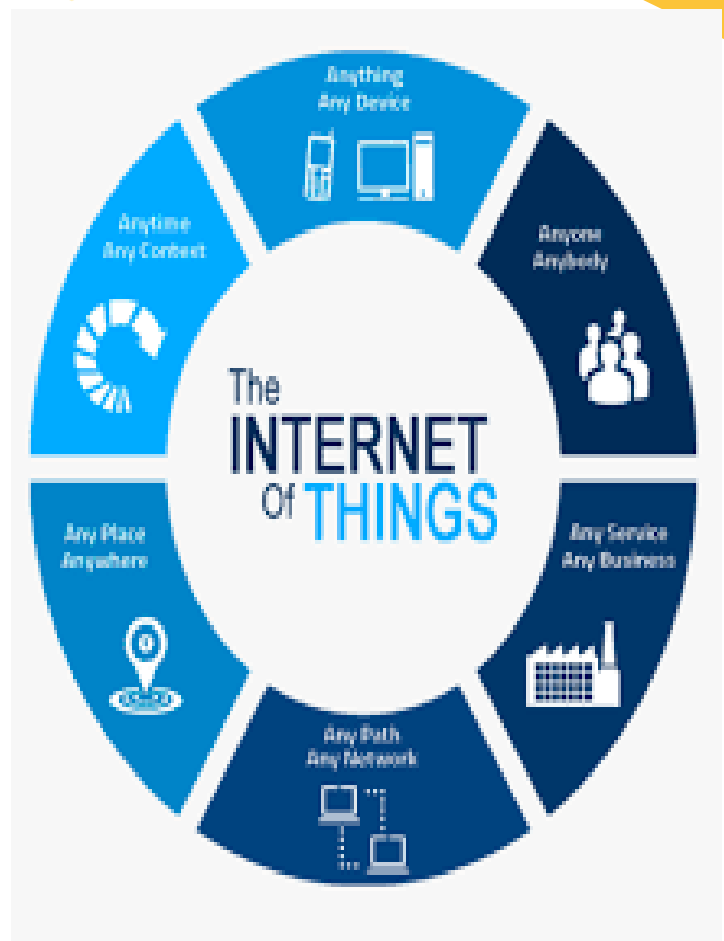 Anything
Any Device
Anyone
Anybody
Any Service
Any Business
Any Path
Any Network
Any Place
Anywhere
Anytime
Any Context
The
INTERNET
Of THINGS